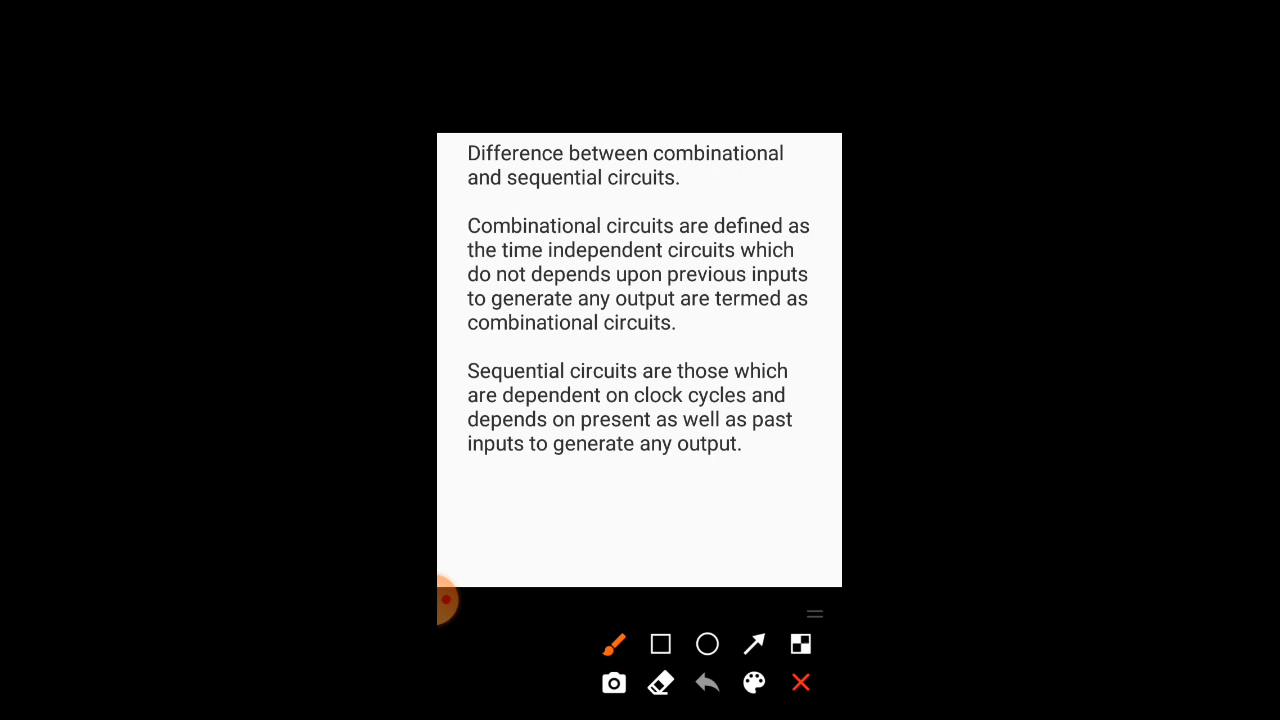 Difference between combinational
and sequential circuits.
Combinational circuits are defined as
the time independent circuits which
do not depends upon previous inputs
to generate any output are termed as
combinational circuits.
Sequential circuits are those which
are dependent on clock cycles and
depends on present as well as past
inputs to generate any output.